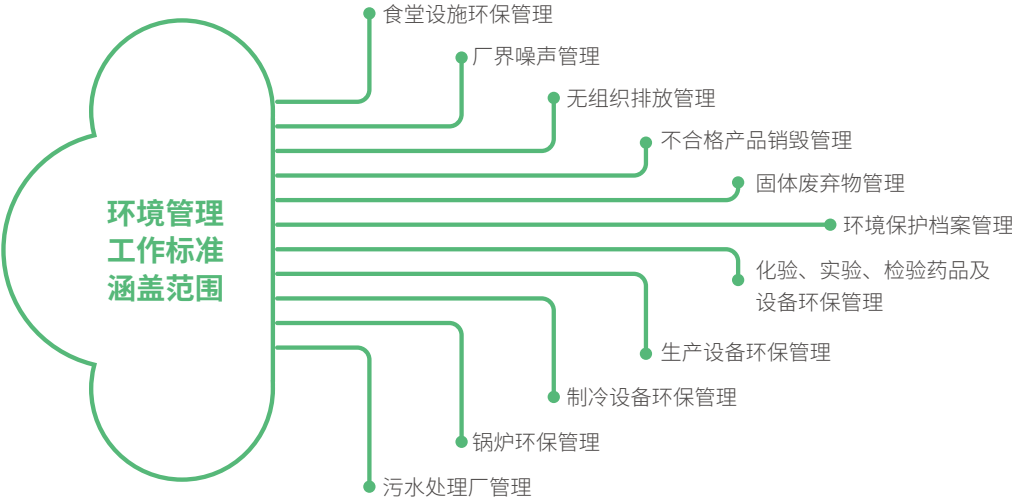 环境管理
工作标准
涵盖范围
食堂设施环保管理
厂界噪声管理
无组织排放管理
不合格产品销毁管理
固体废弃物管理
环境保护档案管理
化验、实验、检验药品及
设备环保管理
生产设备环保管理
制冷设备环保管理
锅炉环保管理
污水处理厂管理